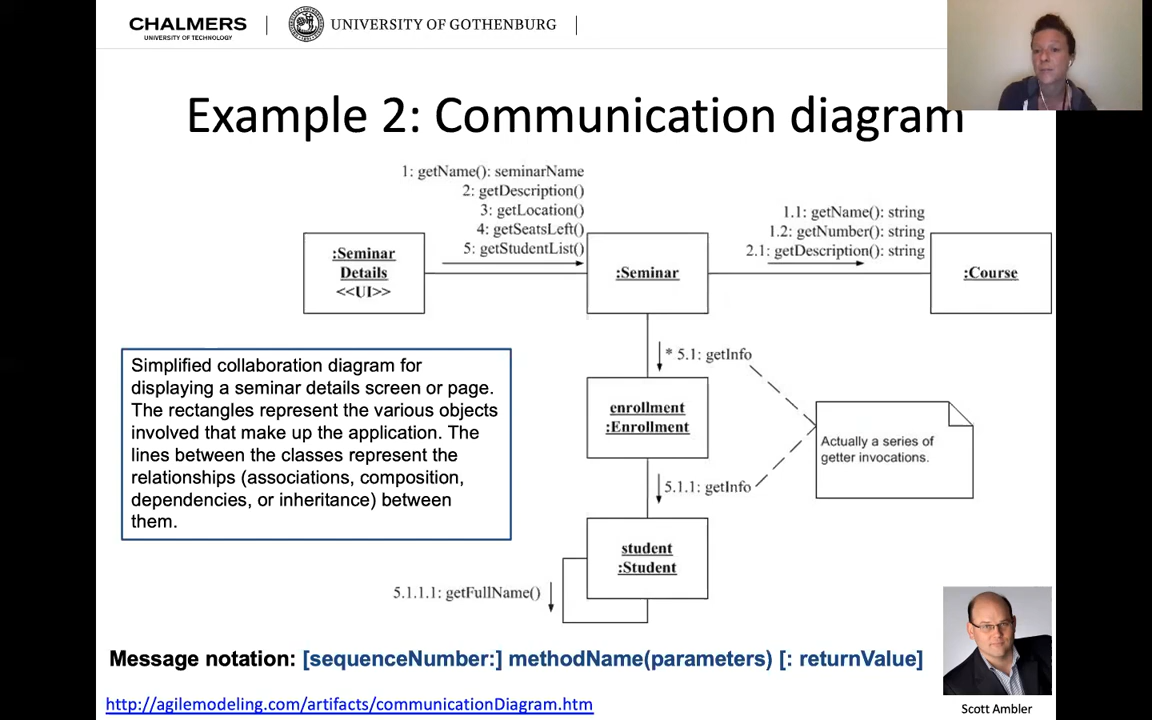 CHALMERS
UNIVERSITY OF TECHNOLOGY
UNIVERSITY OF GOTHENBURG
Example 2: Communication diagram
1: getName(): seminarName
2: getDescription()
3: getLocation()
4: getSeatsLeft()
5: getStudentList()
1.1: getName(): string
1.2: getNumber(): string
2.1: getDescription(): string
:Seminar
Details
<<UI>>
:Seminar
:Course
* 5.1: getInfo
Simplified collaboration diagram for
displaying a seminar details screen or page.
The rectangles represent the various objects
involved that make up the application. The
lines between the classes represent the
relationships (associations, composition,
dependencies, or inheritance) between
them.
enrollment
:Enrollment
Actually a series of
getter invocations.
5.1.1: getInfo
student
:Student
5.1.1.1: getFullName()
Message notation: [sequenceNumber:] methodName(parameters) [: returnValue]
http://agilemodeling.com/artifacts/communicationDiagram.htm
Scott Ambler